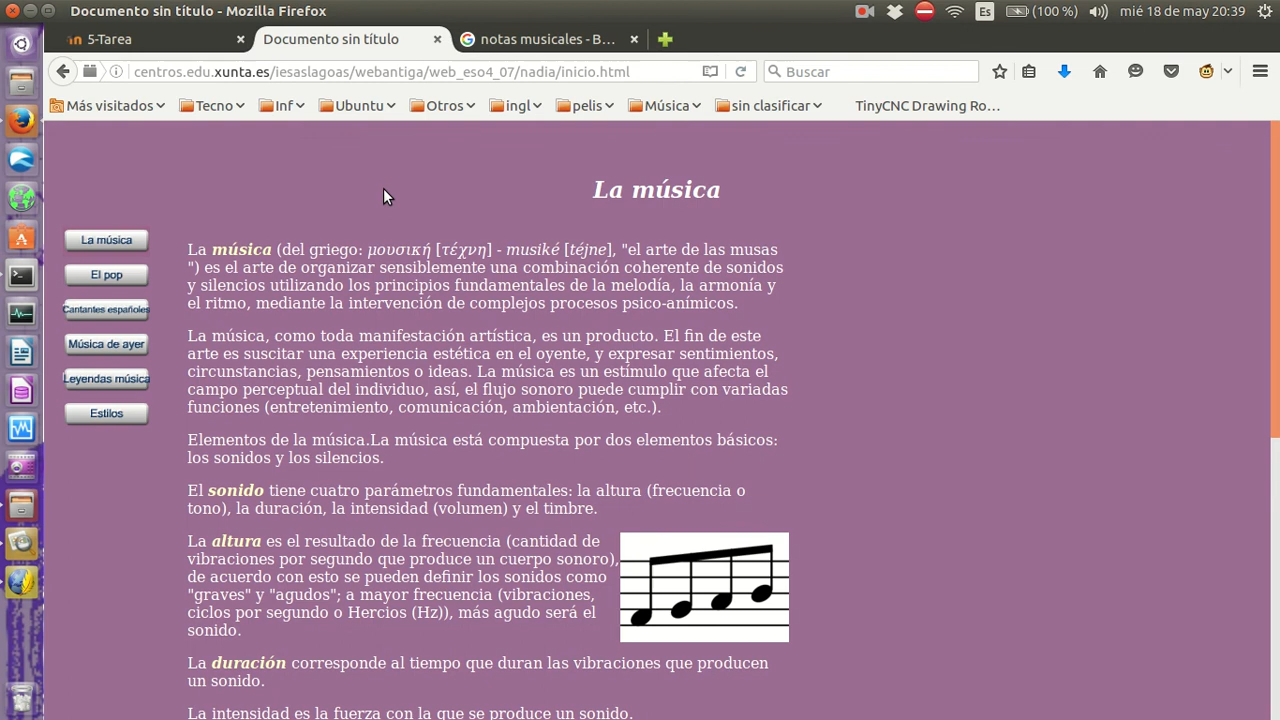 Documento sin título - Mozilla Firefox
Es
(100 %)
mié 18 de may 20:39
5-Tarea
Documento sin título
notas musicales - B...
centros.edu.xunta.es/iesaslagoas/webantiga/web_eso4_07/nadia/inicio.html
Buscar
Más visitados
Tecno
Inf
Ubuntu
Otros
ingl
pelis
Música
sin clasificar
TinyCNC Drawing Ro...
La música
La música
El pop
Cantantes españoles
Música de ayer
Leyendas música
Estilos
La música (del griego: μουσική [τέχνη] - musiké [téjne], "el arte de las musas
") es el arte de organizar sensiblemente una combinación coherente de sonidos
y silencios utilizando los principios fundamentales de la melodía, la armonía y
el ritmo, mediante la intervención de complejos procesos psico-anímicos.
La música, como toda manifestación artística, es un producto. El fin de este
arte es suscitar una experiencia estética en el oyente, y expresar sentimientos,
circunstancias, pensamientos o ideas. La música es un estímulo que afecta el
campo perceptual del individuo, así, el flujo sonoro puede cumplir con variadas
funciones (entretenimiento, comunicación, ambientación, etc.).
Elementos de la música.La música está compuesta por dos elementos básicos:
los sonidos y los silencios.
El sonido tiene cuatro parámetros fundamentales: la altura (frecuencia o
tono), la duración, la intensidad (volumen) y el timbre.
La altura es el resultado de la frecuencia (cantidad de
vibraciones por segundo que produce un cuerpo sonoro),
de acuerdo con esto se pueden definir los sonidos como
"graves" y "agudos"; a mayor frecuencia (vibraciones,
ciclos por segundo o Hercios (Hz)), más agudo será el
sonido.
La duración corresponde al tiempo que duran las vibraciones que producen
un sonido.
La intensidad es la fuerza con la que se produce un sonido.